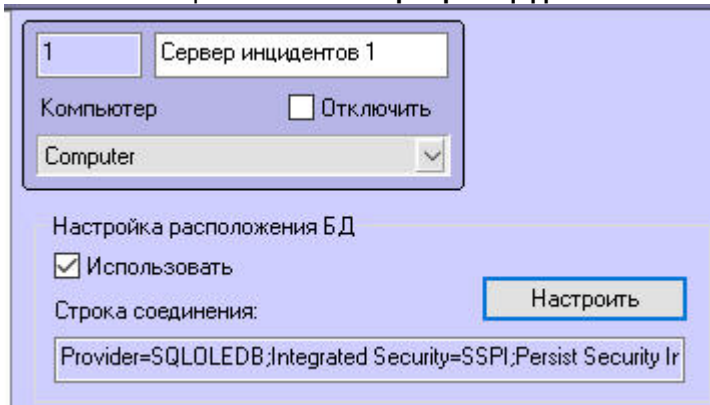 1
Сервер инцидентов 1
Компьютер
Отключить
Computer
Настройка расположения БД
Использовать
Настроить
Строка соединения:
Provider=SQLOLEDB;Integrated Security=SSPI;Persist Security Ir